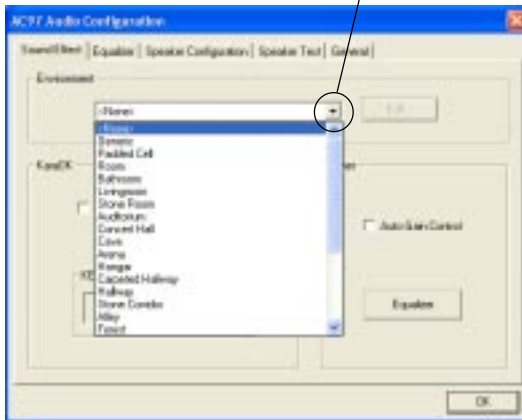 AC97 Audio Configuration
Sound Effect Equalizer Speaker Configuration Speaker Test General
Environment
<None>
Edit
<None>
Generic
Padded Cell
Room
Bathroom
Livingroom
Stone Room
Auditorium
Concert Hall
Cave
Arena
Hangar
Carpeted Hallway
Hallway
Stone Corridor
Alley
Forest
KaraOK
Auto Gain Control
Equalizer
OK